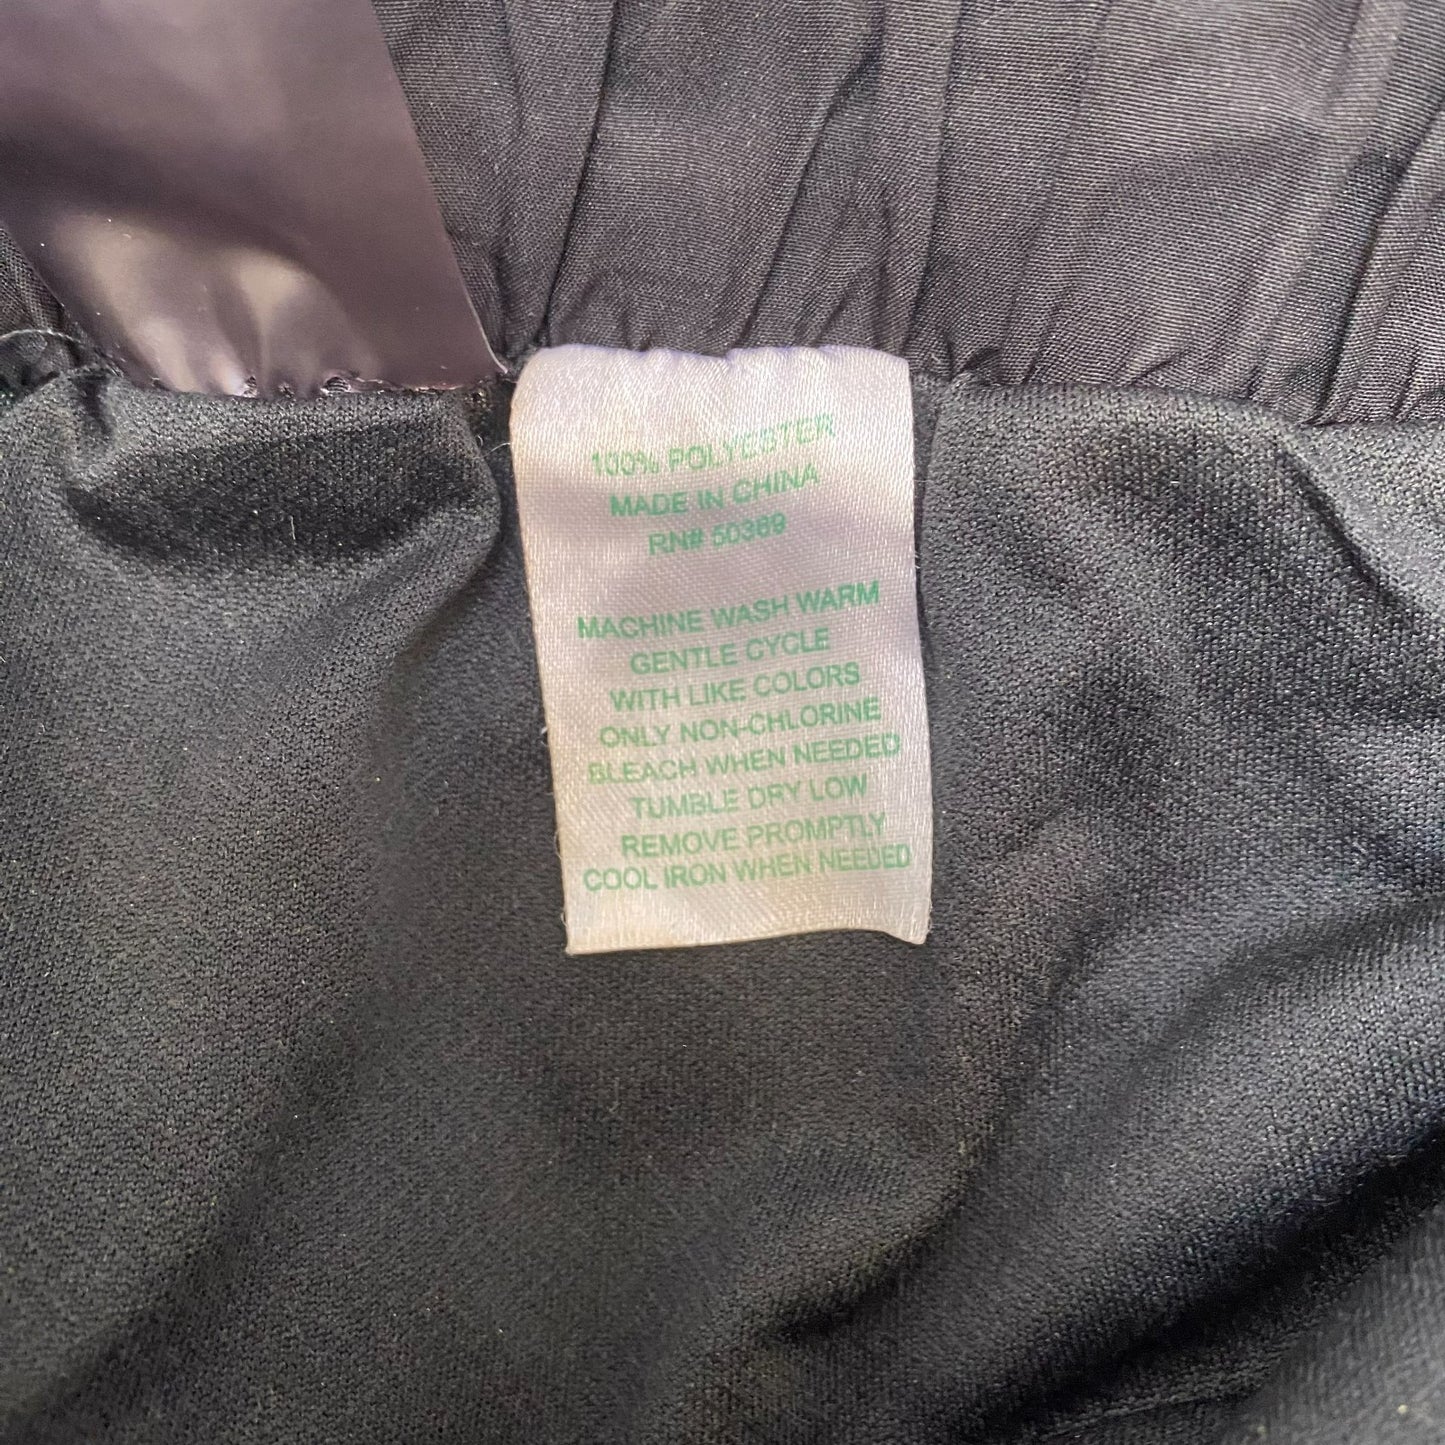 100% POLYESTER
MADE IN CHINA
RN# 50389
MACHINE WASH WARM
GENTLE CYCLE
WITH LIKE COLORS
ONLY NON-CHLORINE
BLEACH WHEN NEEDED
TUMBLE DRY LOW
REMOVE PROMPTLY
COOL IRON WHEN NEEDED